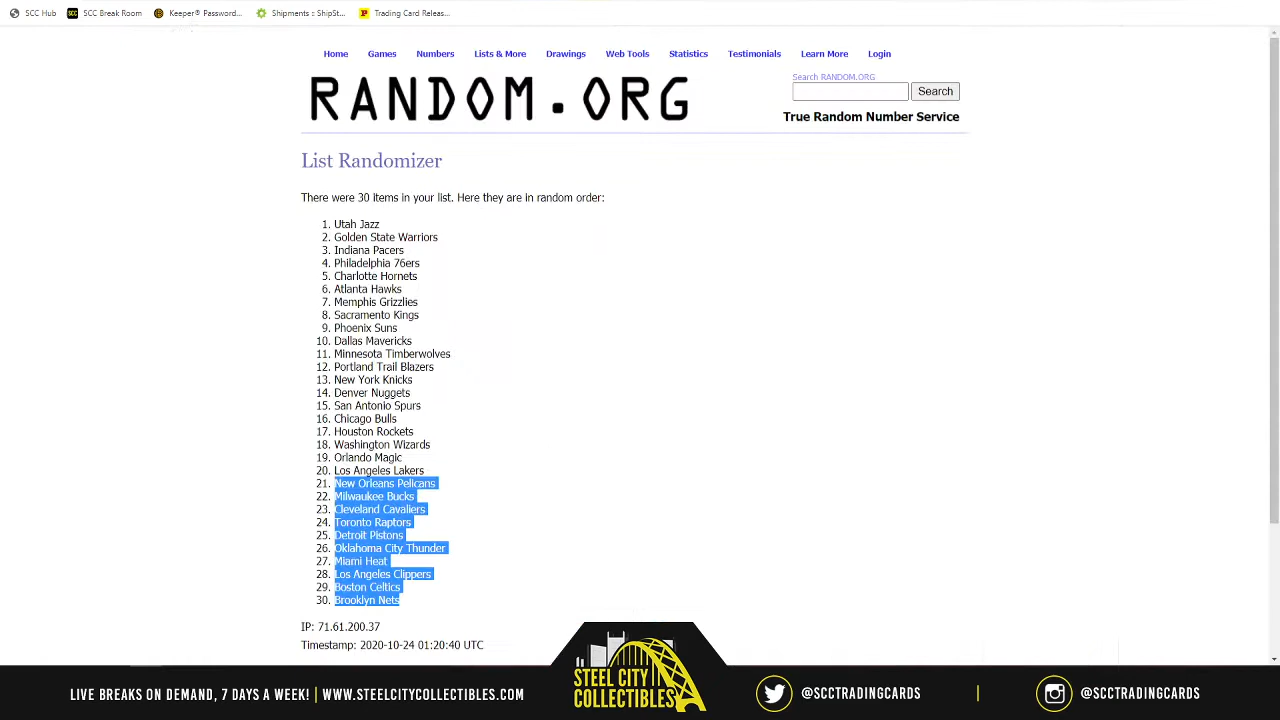 SCC Hub SCC Break Room Keeper® Password... Shipments :: ShipSt... Trading Card Releas...
Home Games Numbers Lists & More Drawings Web Tools Statistics Testimonials Learn More Login
RANDOM.ORG
Search RANDOM.ORG
Search
True Random Number Service
List Randomizer
There were 30 items in your list. Here they are in random order:
1. Utah Jazz
2. Golden State Warriors
3. Indiana Pacers
4. Philadelphia 76ers
5. Charlotte Hornets
6. Atlanta Hawks
7. Memphis Grizzlies
8. Sacramento Kings
9. Phoenix Suns
10. Dallas Mavericks
11. Minnesota Timberwolves
12. Portland Trail Blazers
13. New York Knicks
14. Denver Nuggets
15. San Antonio Spurs
16. Chicago Bulls
17. Houston Rockets
18. Washington Wizards
19. Orlando Magic
20. Los Angeles Lakers
21. New Orleans Pelicans
22. Milwaukee Bucks
23. Cleveland Cavaliers
24. Toronto Raptors
25. Detroit Pistons
26. Oklahoma City Thunder
27. Miami Heat
28. Los Angeles Clippers
29. Boston Celtics
30. Brooklyn Nets
IP: 71.61.200.37
Timestamp: 2020-10-24 01:20:40 UTC
LIVE BREAKS ON DEMAND, 7 DAYS A WEEK! | WWW.STEELCITYCOLLECTIBLES.COM
STEEL CITY
COLLECTIBLES
@SCCTRADINGCARDS | @SCCTRADINGCARDS